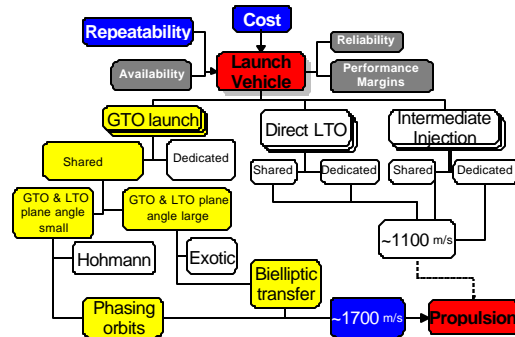 Cost
Repeatability
Reliability
Availability
Launch
Vehicle
Performance
Margins
GTO launch
Direct LTO
Intermediate
Injection
Shared
Dedicated
Shared
Dedicated
Shared
Dedicated
GTO & LTO
plane angle
small
GTO & LTO plane
angle large
~1100 m/s
Hohmann
Exotic
Bielliptic
transfer
Phasing
orbits
~1700 m/s
Propulsion